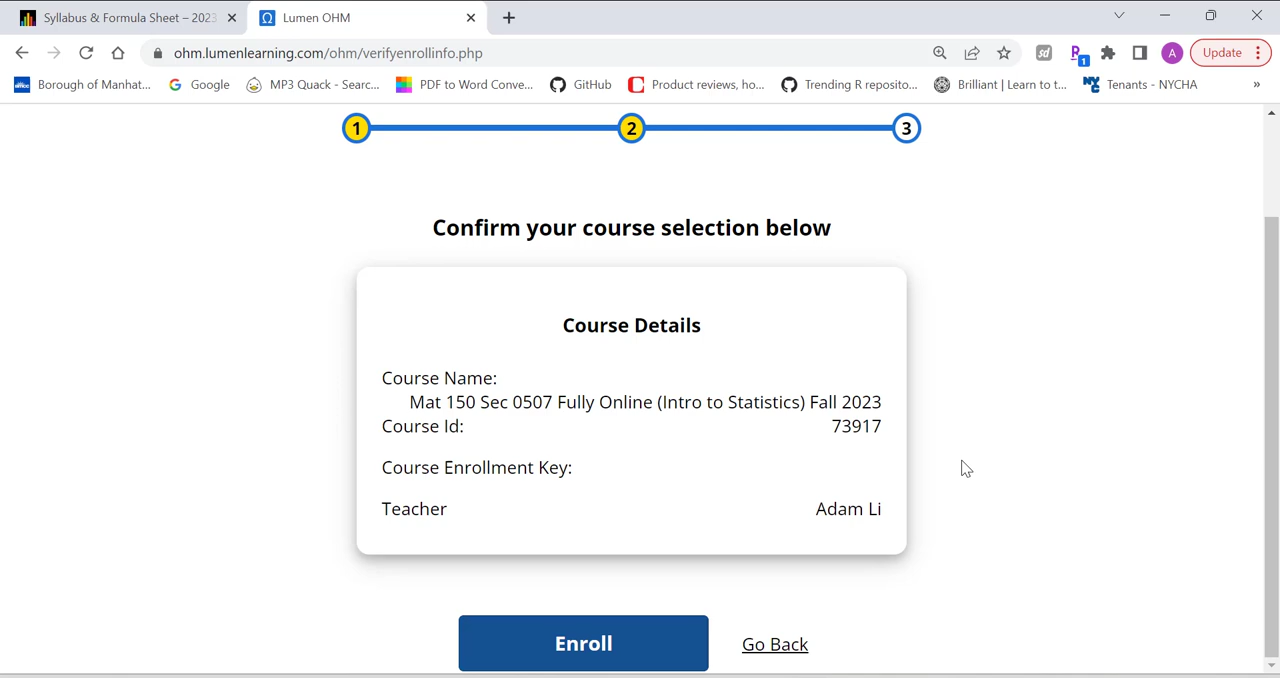 Syllabus & Formula Sheet – 2023
Lumen OHM
ohm.lumenlearning.com/ohm/verifyenrollinfo.php
sd
R
1
A
Update
Borough of Manhat...
Google
MP3 Quack - Searc...
PDF to Word Conve...
GitHub
Product reviews, ho...
Trending R reposito...
Brilliant | Learn to t...
Tenants - NYCHA
»
1
2
3
Confirm your course selection below
Course Details
Course Name:
Mat 150 Sec 0507 Fully Online (Intro to Statistics) Fall 2023
Course Id: 73917
Course Enrollment Key:
Teacher Adam Li
Enroll
Go Back